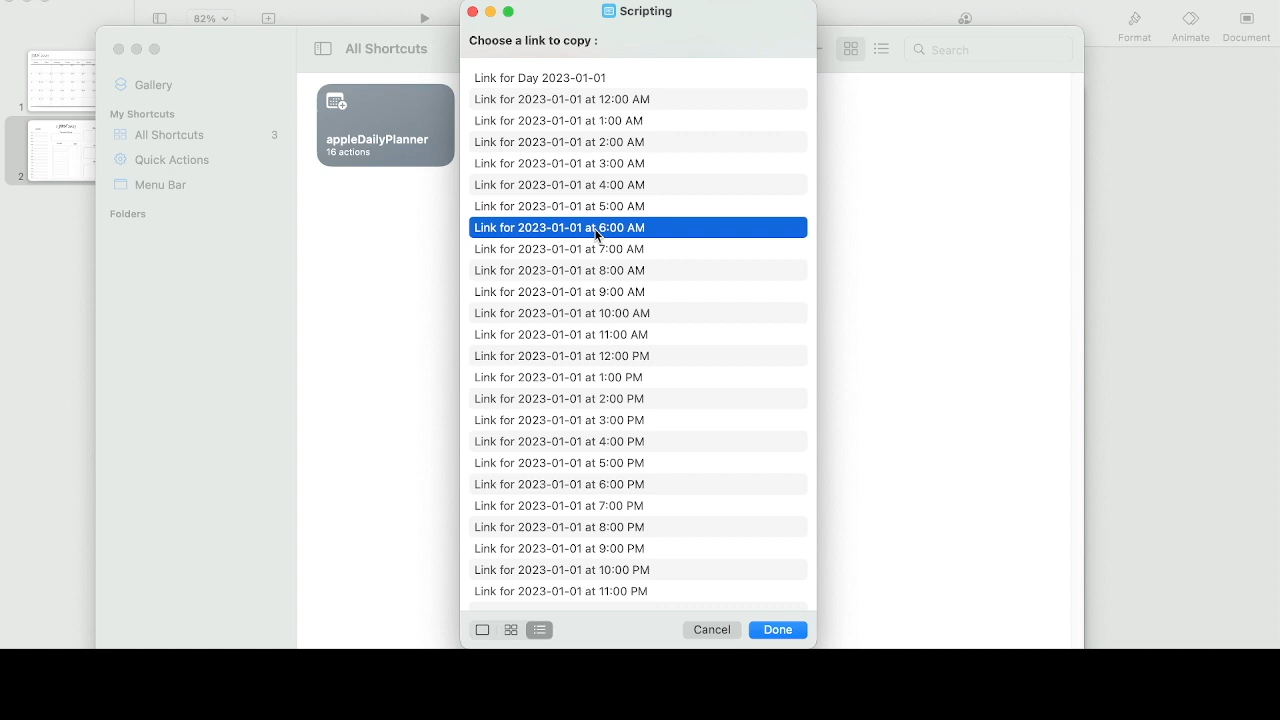 82%
Format
Animate
Document
1
2
Gallery
My Shortcuts
All Shortcuts 3
Quick Actions
Menu Bar
Folders
All Shortcuts
Search
appleDailyPlanner
16 actions
Scripting
Choose a link to copy :
Link for Day 2023-01-01
Link for 2023-01-01 at 12:00 AM
Link for 2023-01-01 at 1:00 AM
Link for 2023-01-01 at 2:00 AM
Link for 2023-01-01 at 3:00 AM
Link for 2023-01-01 at 4:00 AM
Link for 2023-01-01 at 5:00 AM
Link for 2023-01-01 at 6:00 AM
Link for 2023-01-01 at 7:00 AM
Link for 2023-01-01 at 8:00 AM
Link for 2023-01-01 at 9:00 AM
Link for 2023-01-01 at 10:00 AM
Link for 2023-01-01 at 11:00 AM
Link for 2023-01-01 at 12:00 PM
Link for 2023-01-01 at 1:00 PM
Link for 2023-01-01 at 2:00 PM
Link for 2023-01-01 at 3:00 PM
Link for 2023-01-01 at 4:00 PM
Link for 2023-01-01 at 5:00 PM
Link for 2023-01-01 at 6:00 PM
Link for 2023-01-01 at 7:00 PM
Link for 2023-01-01 at 8:00 PM
Link for 2023-01-01 at 9:00 PM
Link for 2023-01-01 at 10:00 PM
Link for 2023-01-01 at 11:00 PM
Cancel
Done